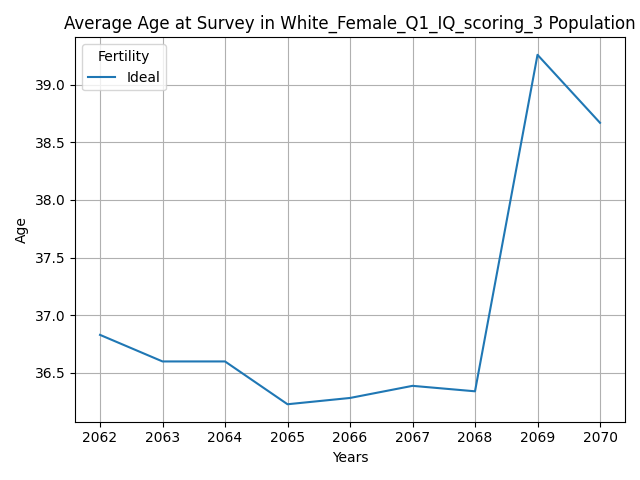 Average Age at Survey in White_Female_Q1_IQ_scoring_3 Population
Fertility
Ideal
39.0
38.5
38.0
37.5
37.0
36.5
Age
2062 2063 2064 2065 2066 2067 2068 2069 2070
Years